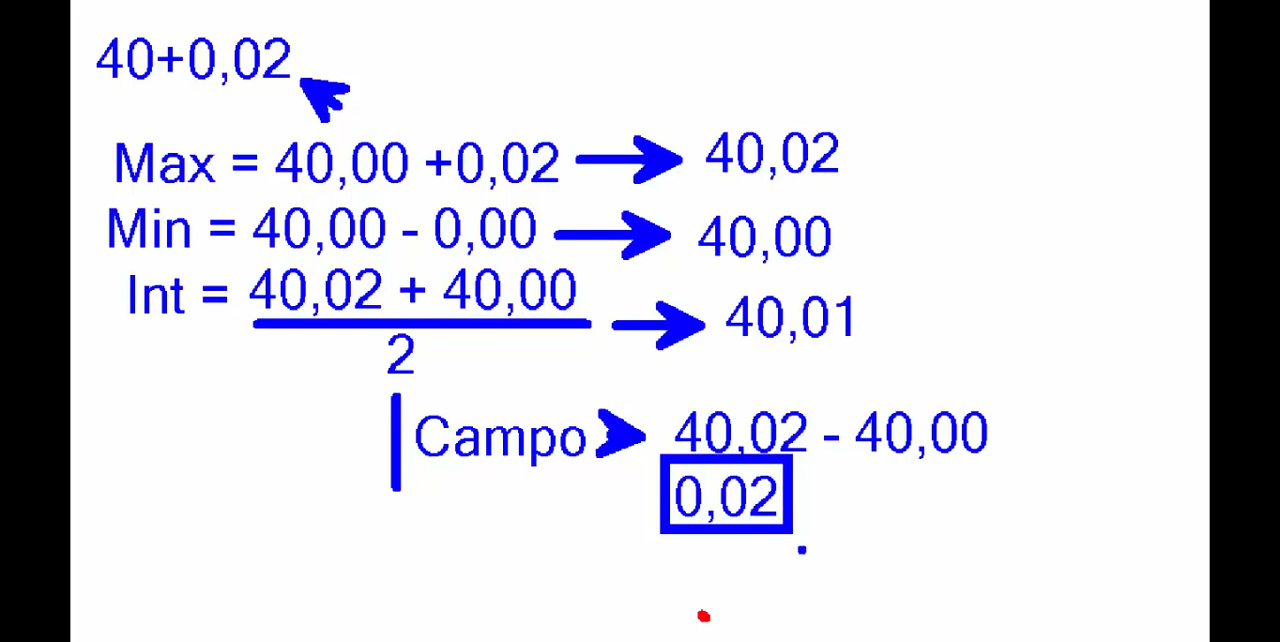 40+0,02
Max = 40,00 +0,02 40,02
Min = 40,00 - 0,00 40,00
Int = 40,02 + 40,00 40,01
2
Campo 40,02 - 40,00
0,02